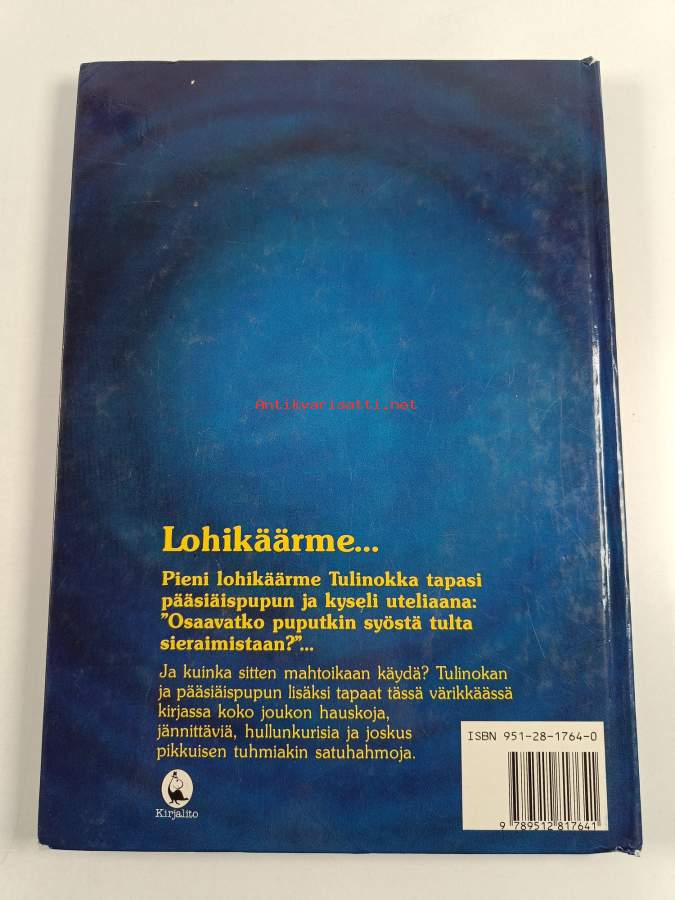 Antikvarisatti.net
Lohikäärme...
Pieni lohikäärme Tulinokka tapasi
pääsiäispupun ja kyseli uteliaana:
”Osaavatko puputkin syöstä tulta
sieraimistaan?”...
Ja kuinka sitten mahtoikaan käydä? Tulinokan
ja pääsiäispupun lisäksi tapaat tässä värikkäässä
kirjassa koko joukon hauskoja,
jännittäviä, hullunkurisia ja joskus
pikkuisen tuhmiakin satuhahmoja.
ISBN 951-28-1764-0
9 789512 817641
Kirjalito